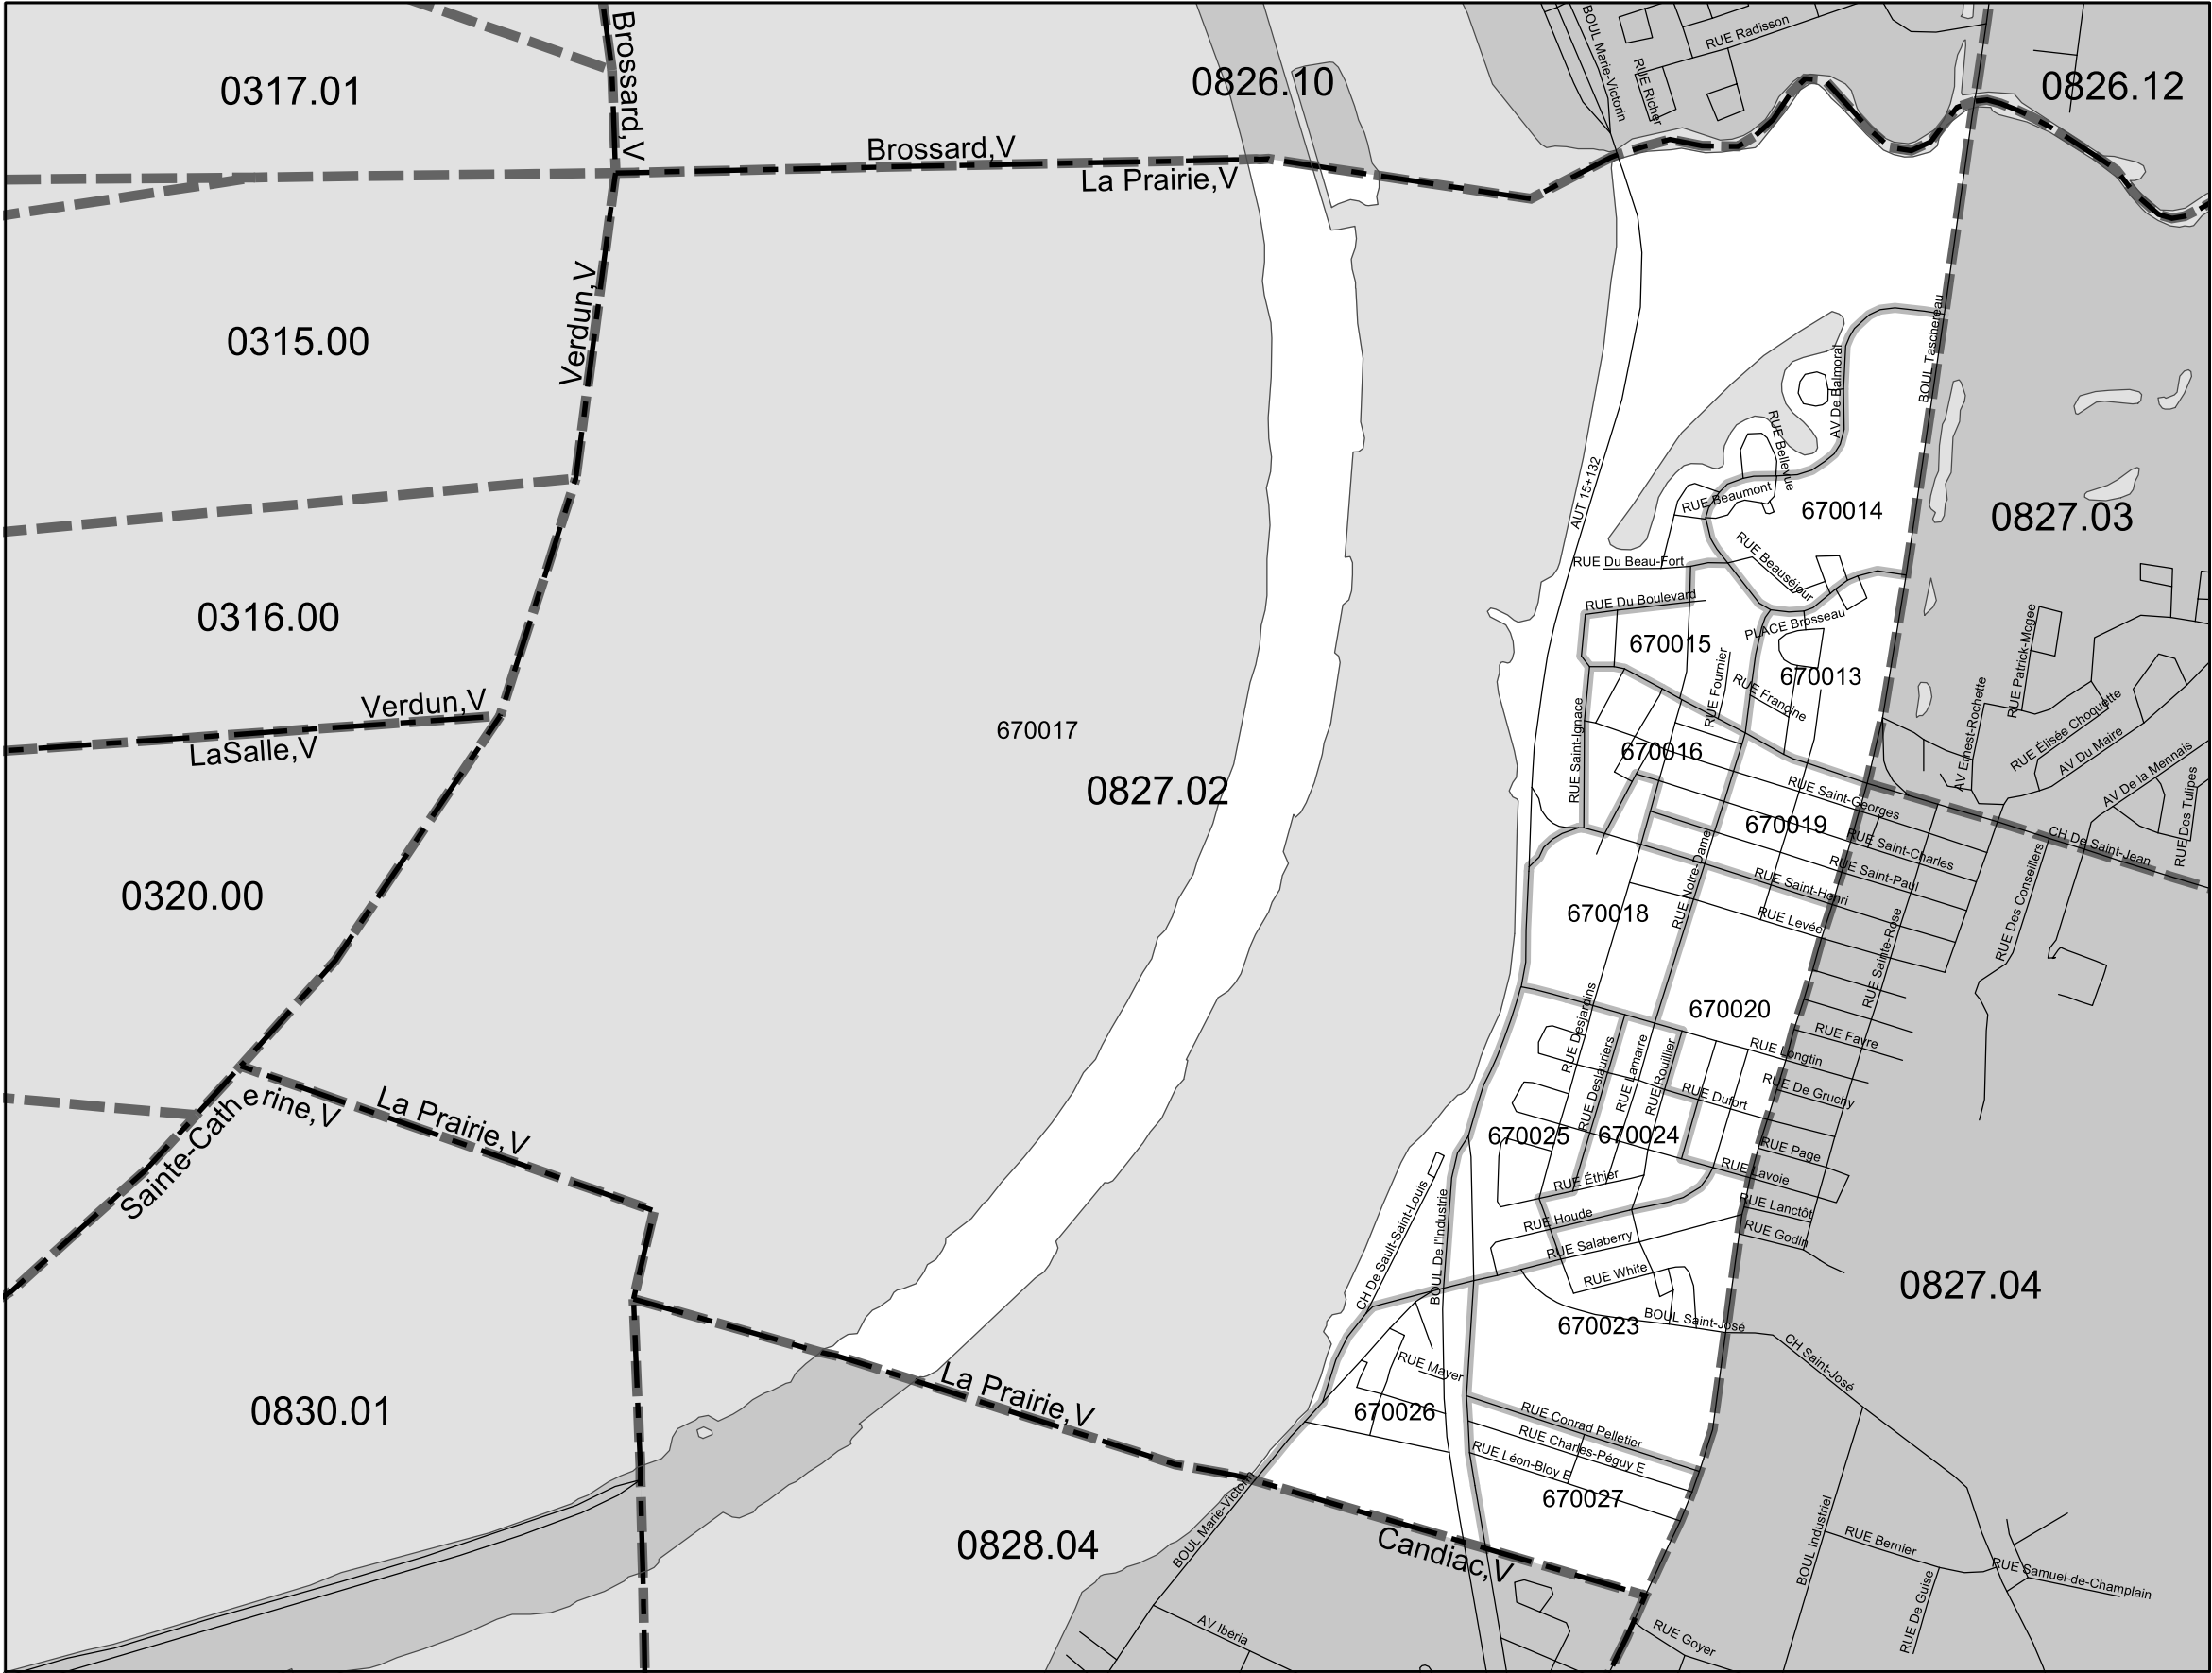 Brossard,V
BOUL Marie-Victorin
RUE Radisson
RUE Richer
0317.01
0826.10
0826.12
Brossard,V
La Prairie,V
Verdun,V
0315.00
BOUL Taschereau
AV De Balmoral
RUE Bellevue
AUT 15+132
RUE Beaumont
670014
0827.03
RUE Du Beau-Fort
RUE Beauséjour
RUE Du Boulevard
PLACE Brosseau
0316.00
670015
670013
RUE Fournier
RUE Francine
RUE Patrick-Mcgee
AV Ernest-Rochette
RUE Élisée Choquette
AV Du Maire
AV De la Mennais
RUE Des Tulipes
Verdun,V
LaSalle,V
670017
0827.02
RUE Saint-Ignace
670016
RUE Saint-Georges
670019
RUE Saint-Charles
RUE Saint-Paul
CH De Saint-Jean
RUE Saint-Henri
RUE Notre-Dame
RUE Levée
RUE Sainte-Rose
RUE Des Conseillers
0320.00
670018
670020
RUE Desjardins
RUE Deslauriers
RUE Lamarre
RUE Rouillier
RUE Longtin
RUE Favre
RUE De Gruchy
RUE Dufort
670025
670024
RUE Page
RUE Lavoie
RUE Éthier
RUE Lanctôt
RUE Godin
RUE Houde
RUE Salaberry
RUE White
CH De Sault-Saint-Louis
BOUL De l'Industrie
Sainte-Catherine,V
La Prairie,V
0827.04
670023
BOUL Saint-José
CH Saint-José
0830.01
La Prairie,V
RUE Mayer
670026
RUE Conrad Pelletier
RUE Charles-Péguy E
RUE Léon-Bloy E
670027
0828.04
BOUL Marie-Victorin
Candiac,V
BOUL Industriel
RUE Bernier
RUE Samuel-de-Champlain
RUE De Guise
AV Ibéria
RUE Goyer